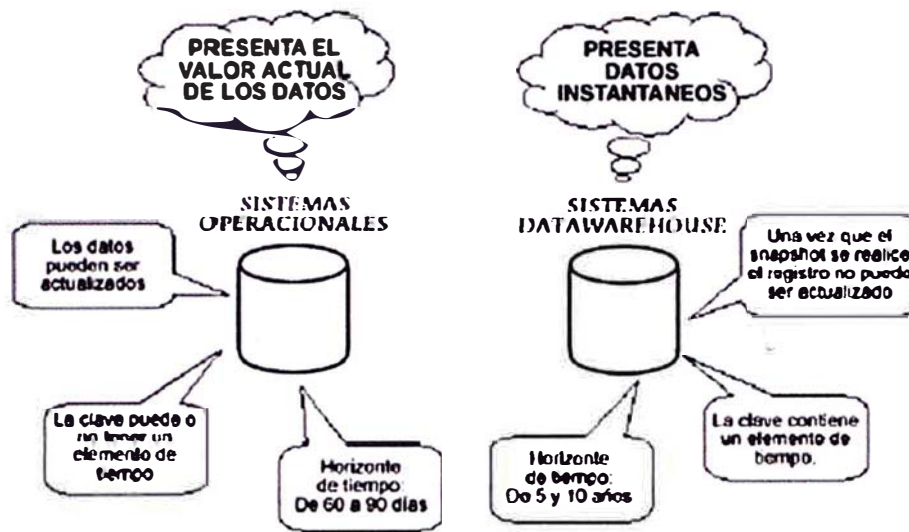 PRESENTA EL
VALOR ACTUAL
DE LOS DATOS
PRESENTA
DATOS
INSTANTANEOS
SISTEMAS
OPERACIONALES
SISTEMAS
DATAWAREHOUSE
Los datos
pueden ser
actualizados
Una vez que el
snapshot se realice
el registro no puede
ser actualizado
La clave puede o
no tener un
elemento de
tiempo
Horizonte
de tiempo:
De 60 a 90 días
Horizonte
de tiempo:
De 5 y 10 años
La clave contiene
un elemento de
tiempo.